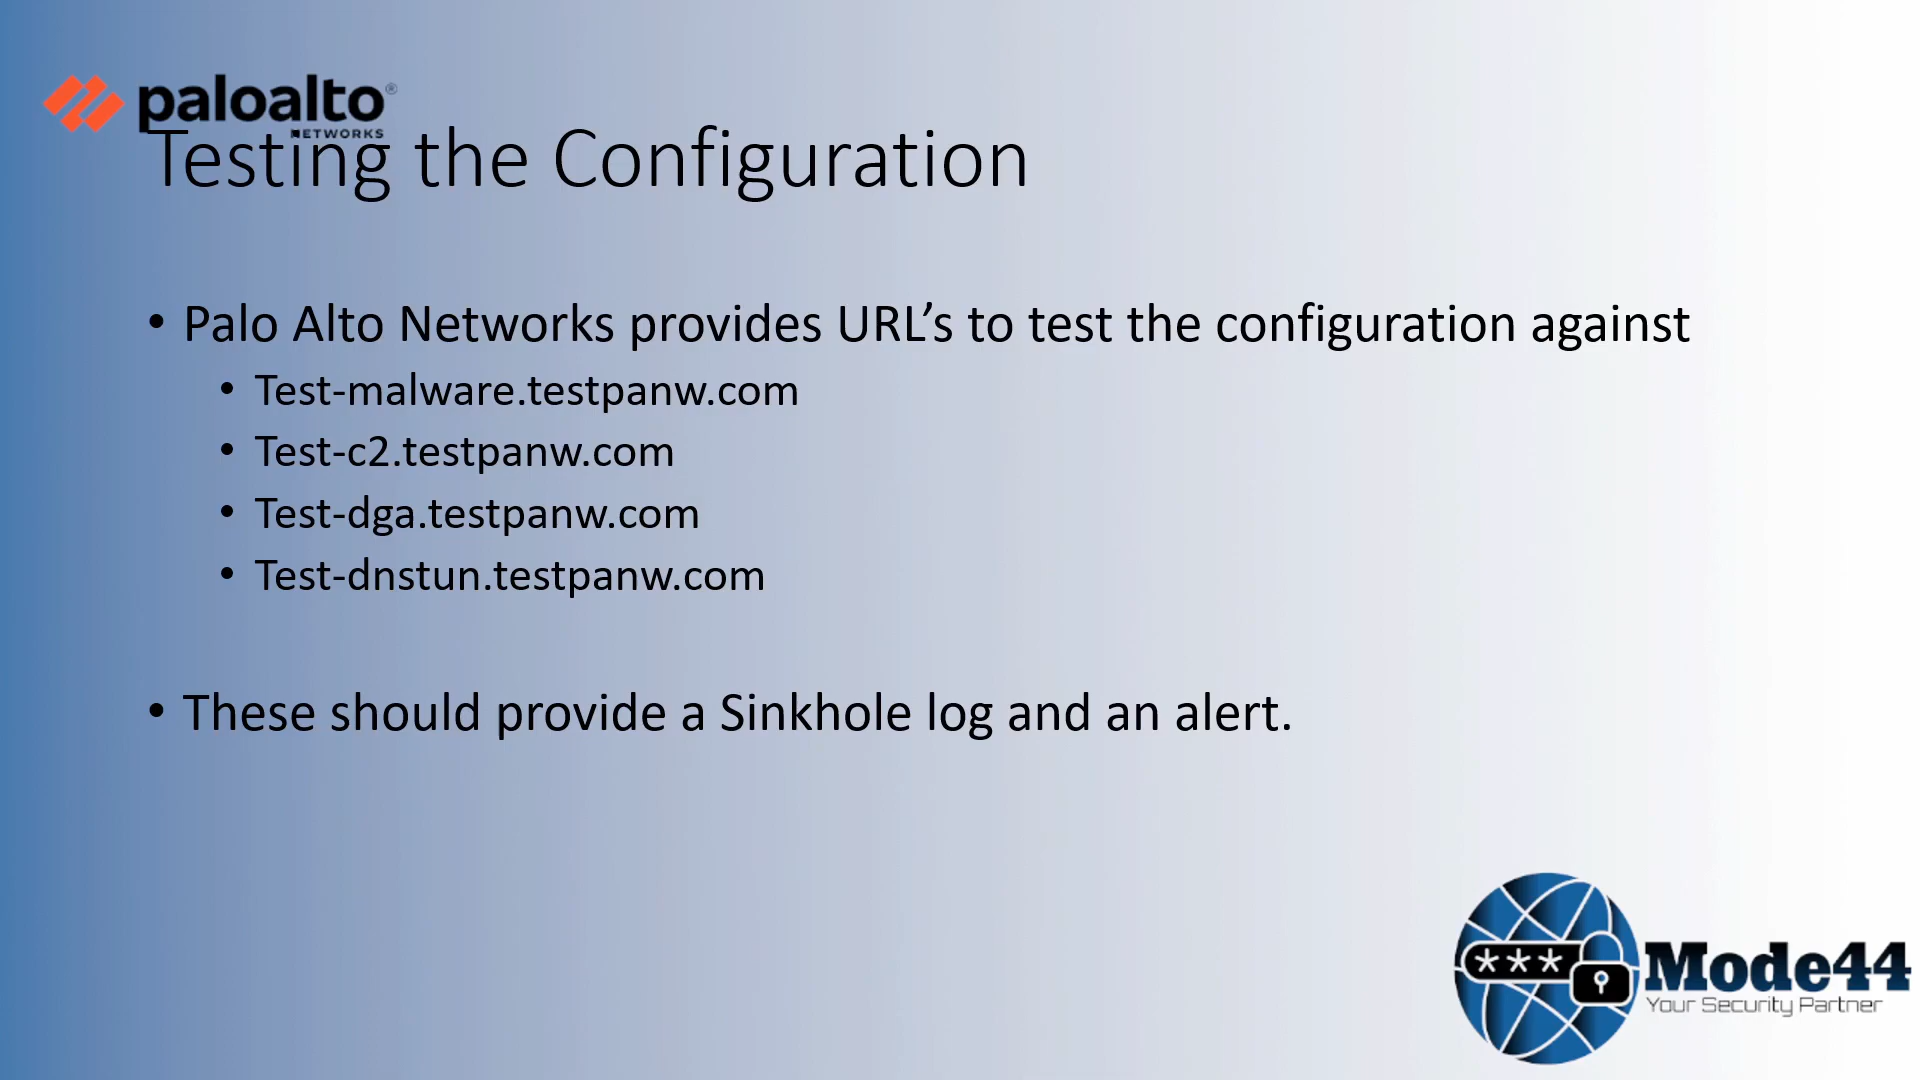 paloalto®
NETWORKS
Testing the Configuration
• Palo Alto Networks provides URL’s to test the configuration against
• Test-malware.testpanw.com
• Test-c2.testpanw.com
• Test-dga.testpanw.com
• Test-dnstun.testpanw.com
• These should provide a Sinkhole log and an alert.
***
Mode44
Your Security Partner